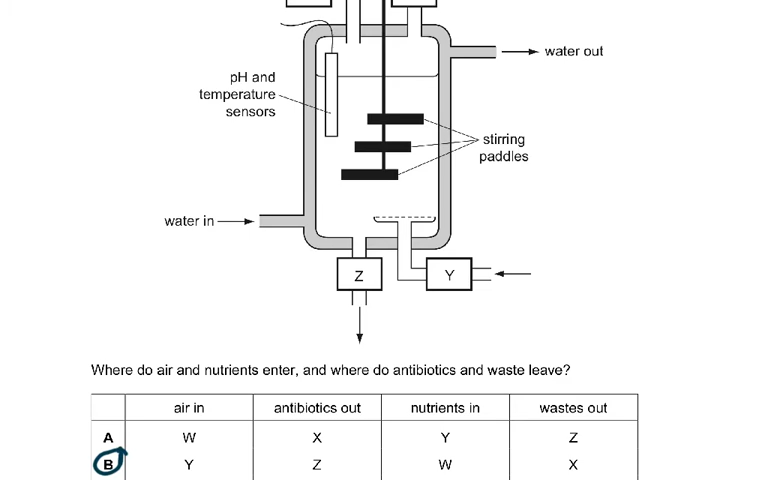 water out
pH and
temperature
sensors
stirring
paddles
water in
Z
Y
Where do air and nutrients enter, and where do antibiotics and waste leave?
air in antibiotics out nutrients in wastes out
A W X Y Z
B Y Z W X